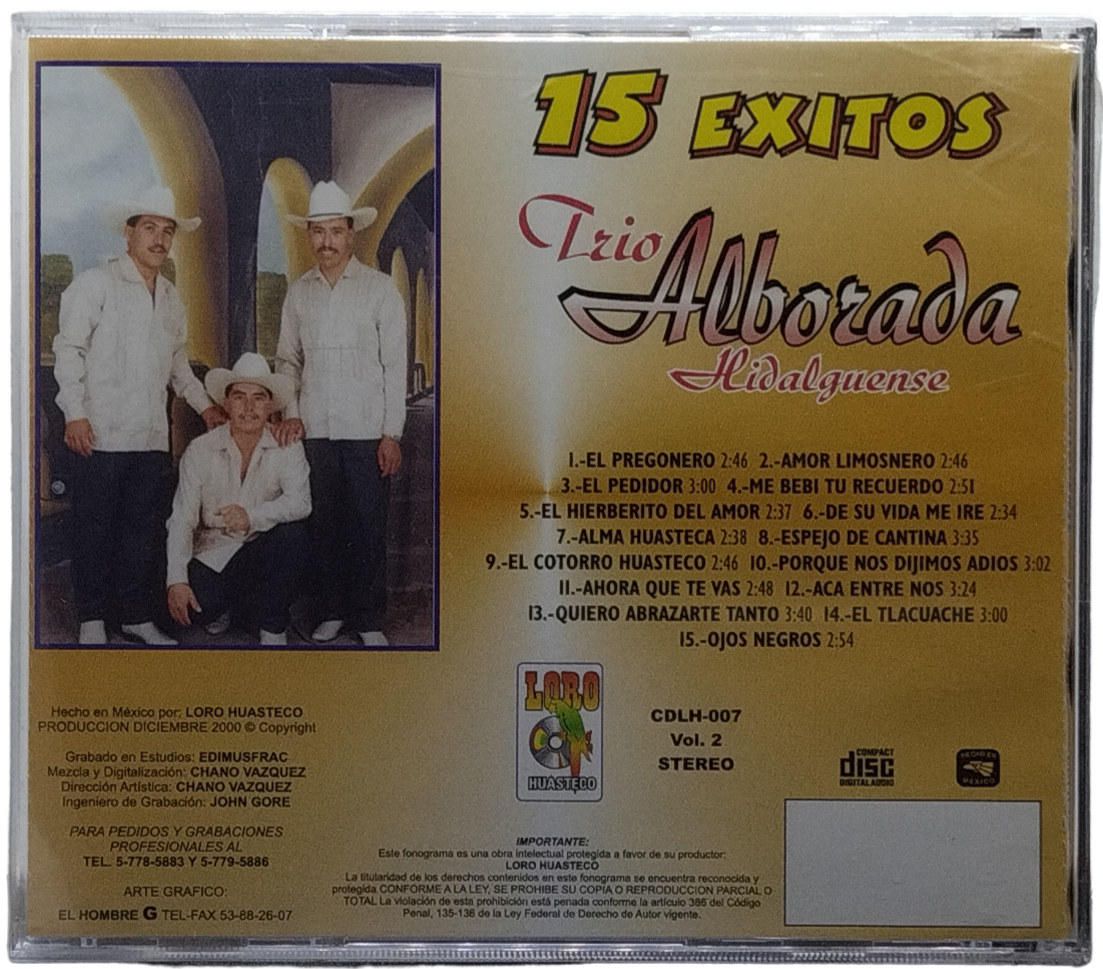 15 EXITOS
Trio
Alborada
Hidalguense
1.-EL PREGONERO 2:46 2.-AMOR LIMOSNERO 2:46
3.-EL PEDIDOR 3:00 4.-ME BEBI TU RECUERDO 2:51
5.-EL HIERBERITO DEL AMOR 2:37 6.-DE SU VIDA ME IRE 2:34
7.-ALMA HUASTECA 2:38 8.-ESPEJO DE CANTINA 3:35
9.-EL COTORRO HUASTECO 2:46 10.-PORQUE NOS DIJIMOS ADIOS 3:02
11.-AHORA QUE TE VAS 2:48 12.-ACA ENTRE NOS 3:24
13.-QUIERO ABRAZARTE TANTO 3:40 14.-EL TLACUACHE 3:00
15.-OJOS NEGROS 2:54
Hecho en México por: LORO HUASTECO
PRODUCCION DICIEMBRE 2000 © Copyright
Grabado en Estudios: EDIMUSFRAC
Mezcla y Digitalización: CHANO VAZQUEZ
Dirección Artística: CHANO VAZQUEZ
Ingeniero de Grabación: JOHN GORE
PARA PEDIDOS Y GRABACIONES
PROFESIONALES AL
TEL. 5-778-5883 Y 5-779-5886
ARTE GRAFICO:
EL HOMBRE G TEL-FAX 53-88-26-07
LORO
HUASTECO
CDLH-007
Vol. 2
STEREO
COMPACT
disc
DIGITAL AUDIO
HECHO EN
MEXICO
IMPORTANTE:
Este fonograma es una obra intelectual protegida a favor de su productor:
LORO HUASTECO
La titularidad de los derechos contenidos en este fonograma se encuentra reconocida y
protegida CONFORME A LA LEY, SE PROHIBE SU COPIA O REPRODUCCION PARCIAL O
TOTAL La violación de esta prohibición está penada conforme la artículo 386 del Código
Penal, 135-136 de la Ley Federal de Derecho de Autor vigente.